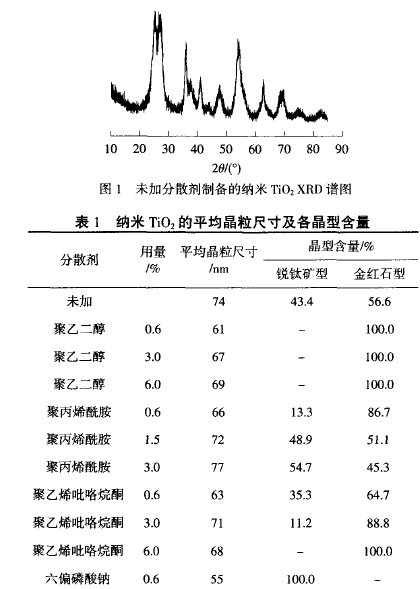 10 20 30 40 50 60 70 80 90
2θ/(°)
图 1 未加分散剂制备的纳米 TiO₂ XRD 谱图
表 1 纳米 TiO₂ 的平均晶粒尺寸及各晶型含量
分散剂 用量/% 平均晶粒尺寸/nm 晶型含量/%
锐钛矿型 金红石型
未加 74 43.4 56.6
聚乙二醇 0.6 61 – 100.0
聚乙二醇 3.0 67 – 100.0
聚乙二醇 6.0 69 – 100.0
聚丙烯酰胺 0.6 66 13.3 86.7
聚丙烯酰胺 1.5 72 48.9 51.1
聚丙烯酰胺 3.0 77 54.7 45.3
聚乙烯吡咯烷酮 0.6 63 35.3 64.7
聚乙烯吡咯烷酮 3.0 71 11.2 88.8
聚乙烯吡咯烷酮 6.0 68 – 100.0
六偏磷酸钠 0.6 55 100.0 –